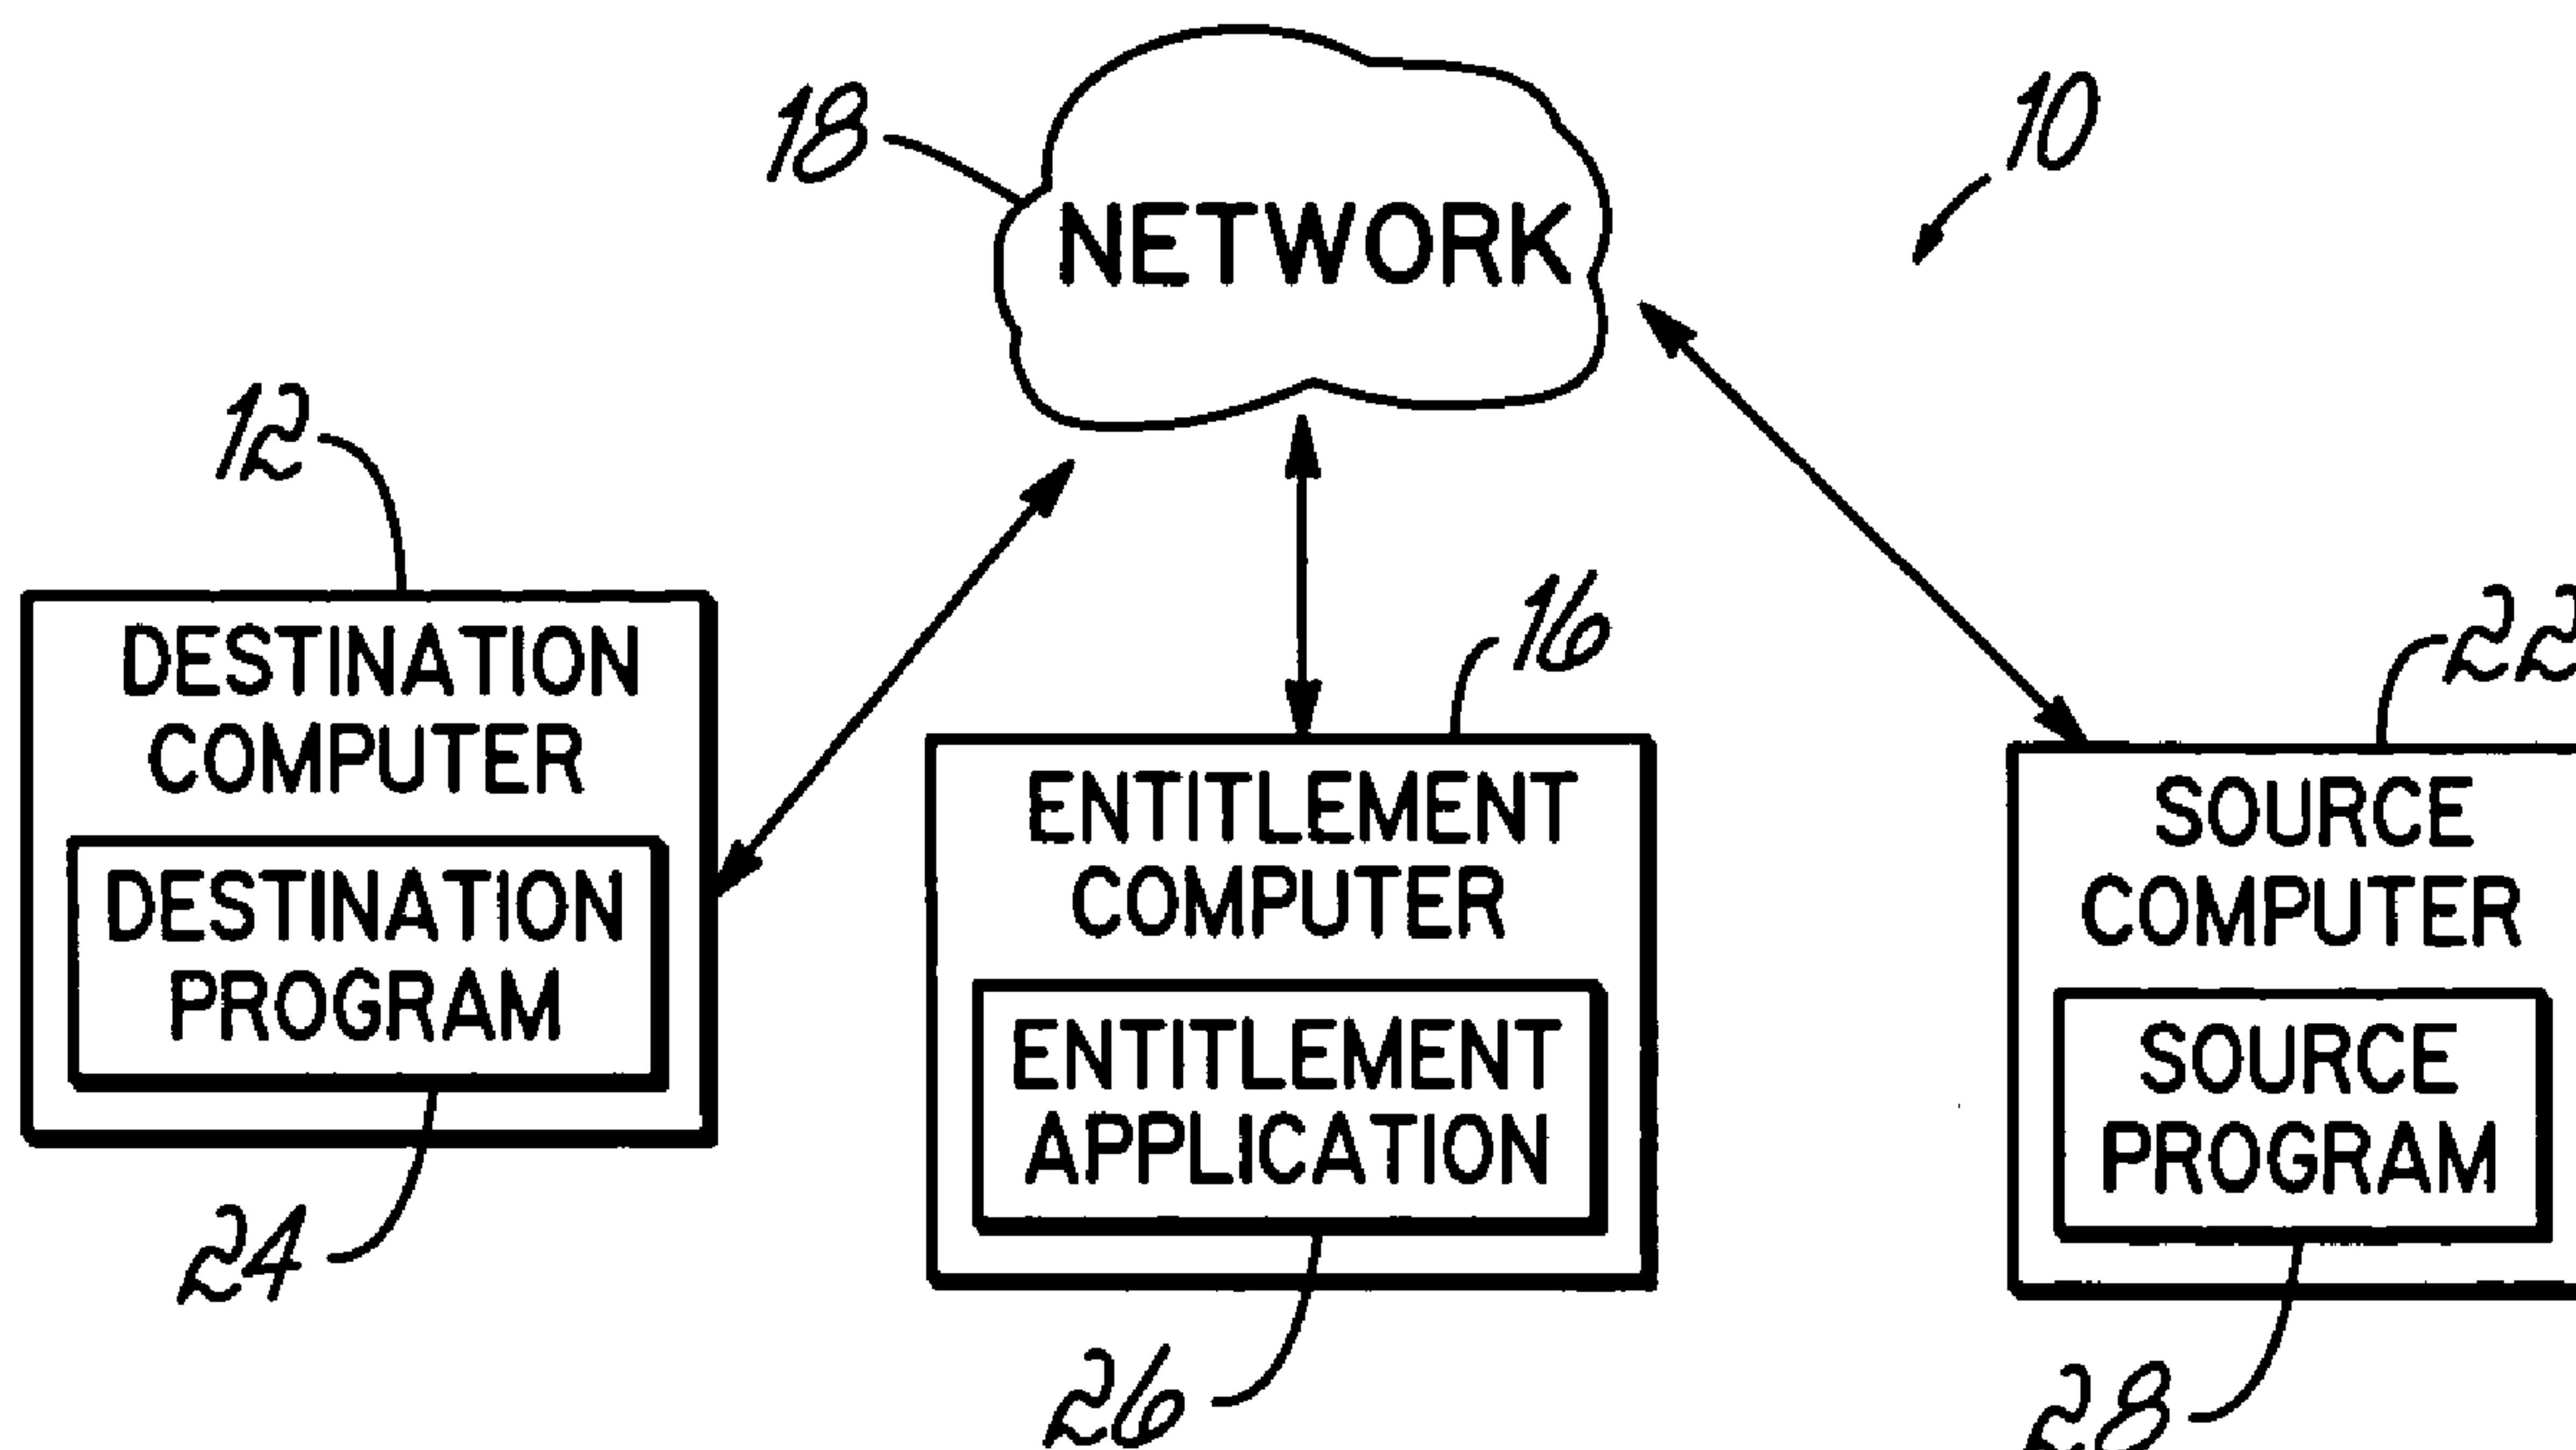 18
NETWORK
10
12
DESTINATION
COMPUTER
DESTINATION
PROGRAM
24
16
ENTITLEMENT
COMPUTER
ENTITLEMENT
APPLICATION
26
22
SOURCE
COMPUTER
SOURCE
PROGRAM
28